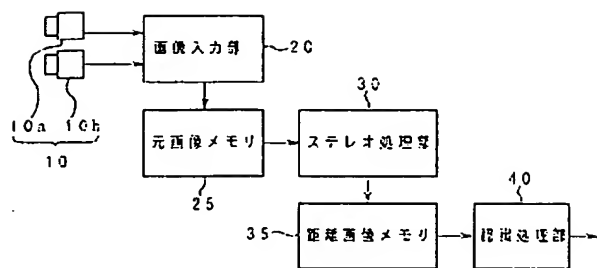 画像入力部
20
10a
10b
10
元画像メモリ
25
30
ステレオ処理部
35
距離画像メモリ
40
認識処理部